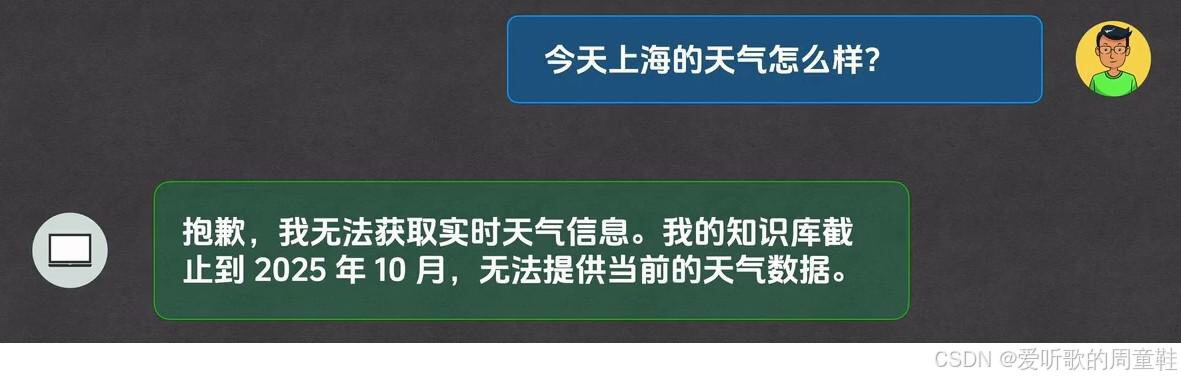 今天上海的天气怎么样?
抱歉，我无法获取实时天气信息。我的知识库截
止到 2025 年 10 月，无法提供当前的天气数据。
CSDN @爱听歌的周童鞋